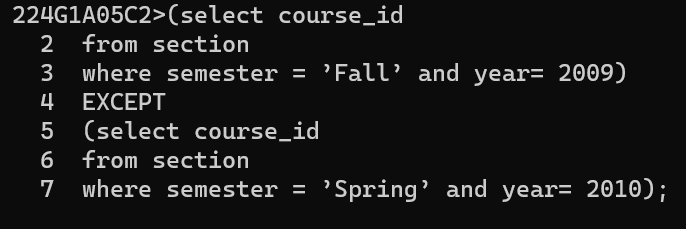 224G1A05C2>(select course_id
2 from section
3 where semester = ’Fall’ and year= 2009)
4 EXCEPT
5 (select course_id
6 from section
7 where semester = ’Spring’ and year= 2010);